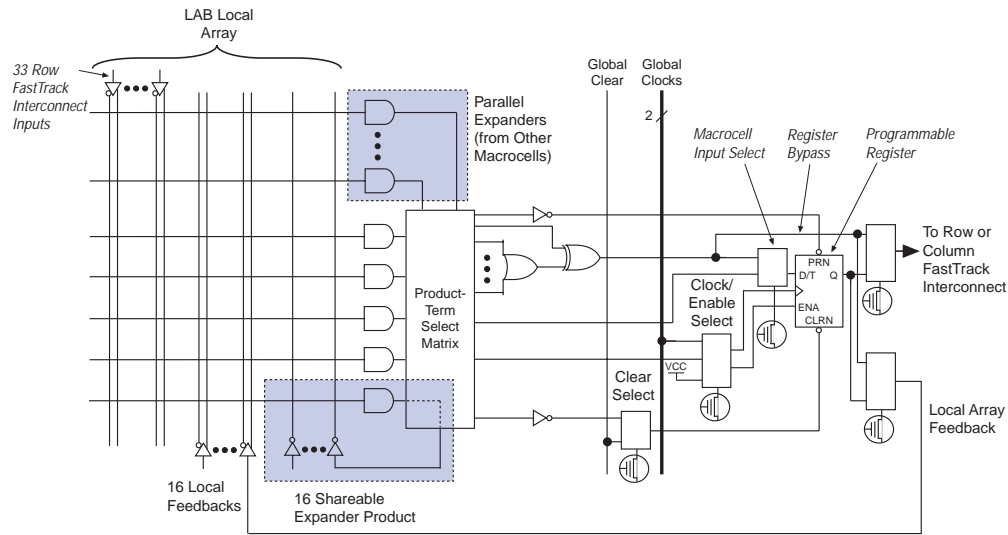 LAB Local
Array
33 Row
FastTrack
Interconnect
Inputs
Parallel
Expanders
(from Other
Macrocells)
Global
Clear
Global
Clocks
2
Macrocell
Input Select
Register
Bypass
Programmable
Register
To Row or
Column
FastTrack
Interconnect
PRN
D/T
Q
ENA
CLRN
Clock/
Enable
Select
Product-
Term
Select
Matrix
VCC
Clear
Select
Local Array
Feedback
16 Local
Feedbacks
16 Shareable
Expander Product